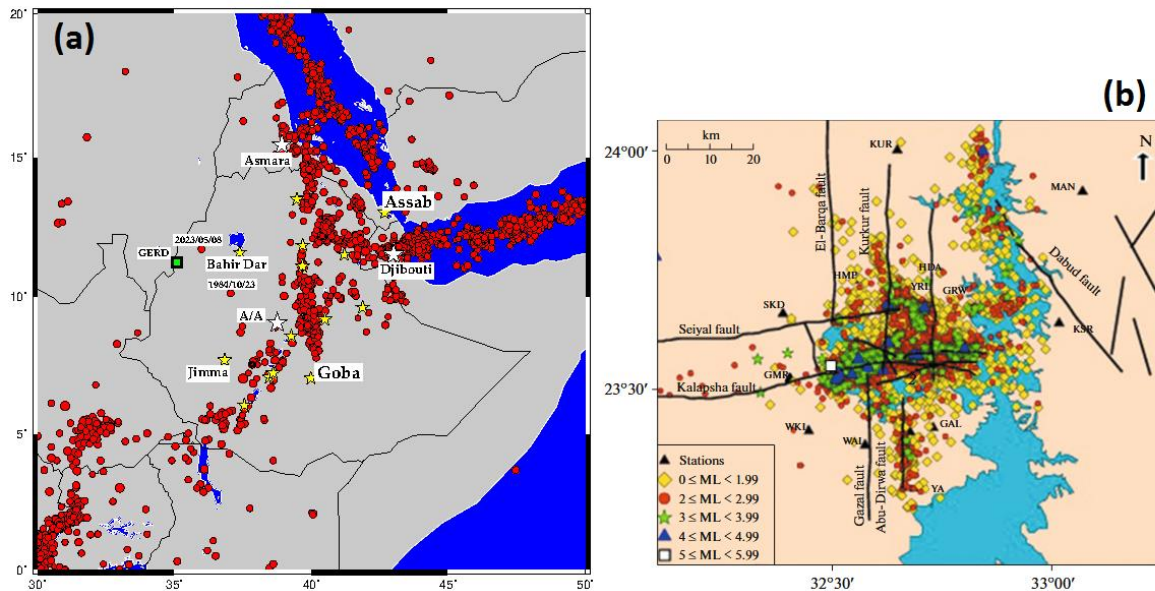 (a)
20˚
15˚
10˚
5˚
0˚
30
35˚
40˚
45˚
50˚
Asmara
Assab
2023/05/08
GERD
Bahir Dar
Djibouti
1984/10/23
A/A
Jimma
Goba
(b)
km
0 10 20
N
24°00'
23°30'
32°30'
33°00'
KUR
MAN
El-Barqa fault
Kurkur fault
Dabud fault
HMP
HDA
YRL
GRW
SKD
KSR
Seiyal fault
GMR
Kalapsha fault
WKL
WAL
GAL
YA
Gazal fault
Abu-Dirwa fault
Stations
0 ≤ ML < 1.99
2 ≤ ML < 2.99
3 ≤ ML < 3.99
4 ≤ ML < 4.99
5 ≤ ML < 5.99